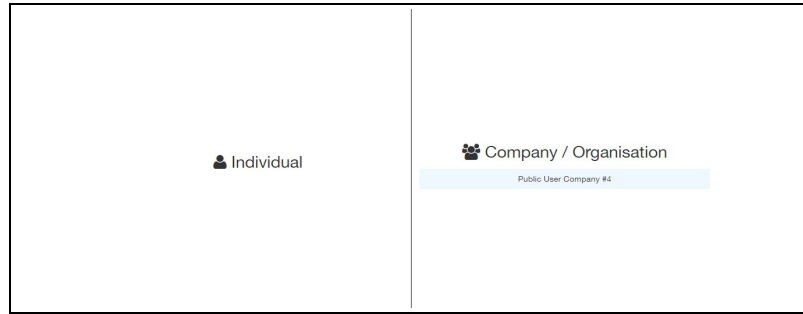 Individual
Company / Organisation
Public User Company #4